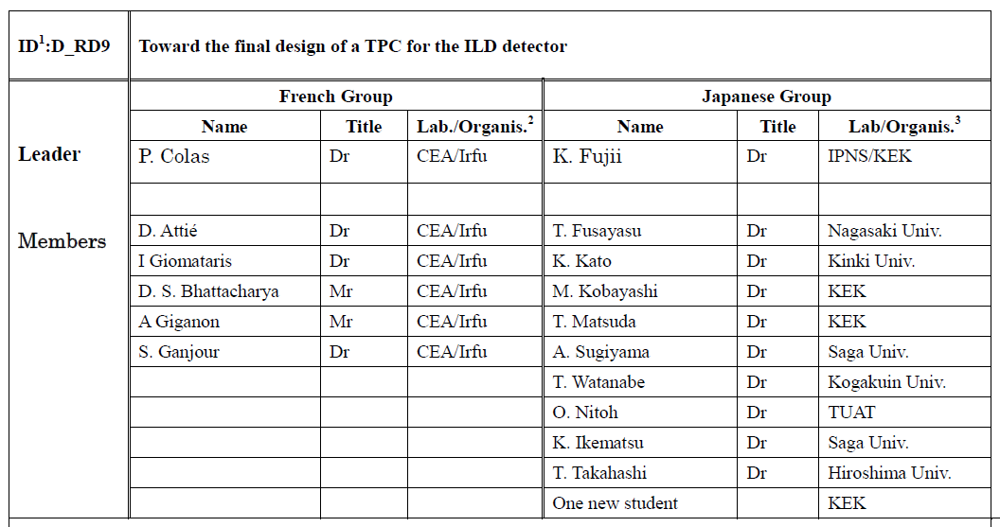 ID1:D_RD9 Toward the final design of a TPC for the ILD detector
French Group Japanese Group
Name Title Lab./Organis.2 Name Title Lab/Organis.3
Leader P. Colas Dr CEA/Irfu K. Fujii Dr IPNS/KEK
Members D. Attié Dr CEA/Irfu T. Fusayasu Dr Nagasaki Univ.
I Giomataris Dr CEA/Irfu K. Kato Dr Kinki Univ.
D. S. Bhattacharya Mr CEA/Irfu M. Kobayashi Dr KEK
A Giganon Mr CEA/Irfu T. Matsuda Dr KEK
S. Ganjour Dr CEA/Irfu A. Sugiyama Dr Saga Univ.
T. Watanabe Dr Kogakuin Univ.
O. Nitoh Dr TUAT
K. Ikematsu Dr Saga Univ.
T. Takahashi Dr Hiroshima Univ.
One new student KEK